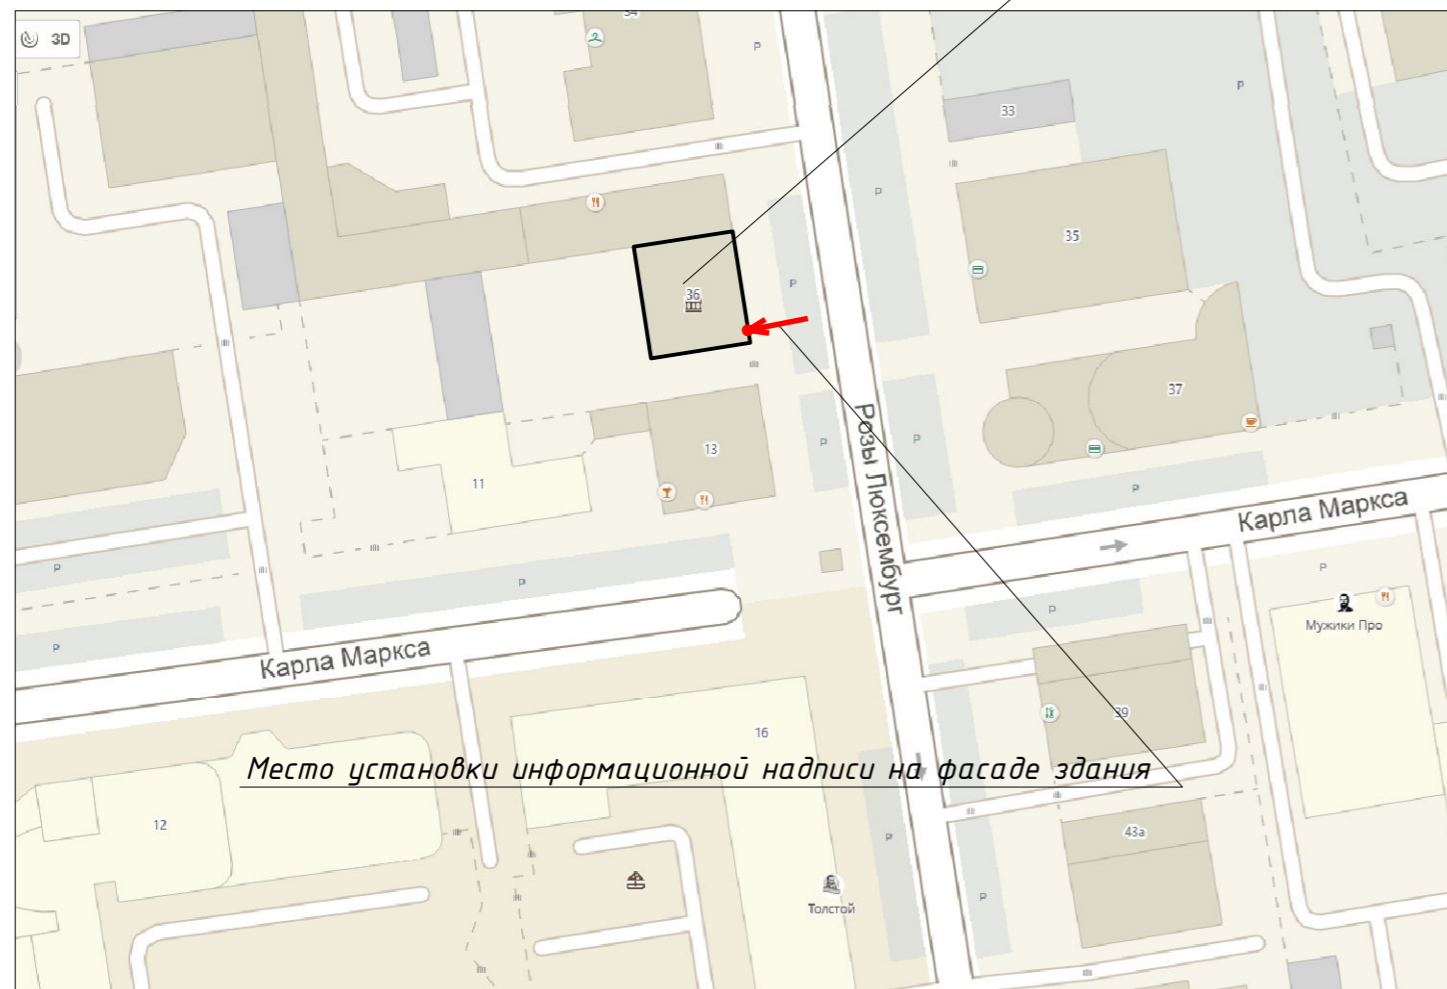 3D
34
P
P
33
P
35
36
P
37
P
P
13
11
Розы Люксембург
P
Карла Маркса
P
P
P
P
P
Мужики Про
Карла Маркса
39
16
Место установки информационной надписи на фасаде здания
12
43а
P
Толстой
P